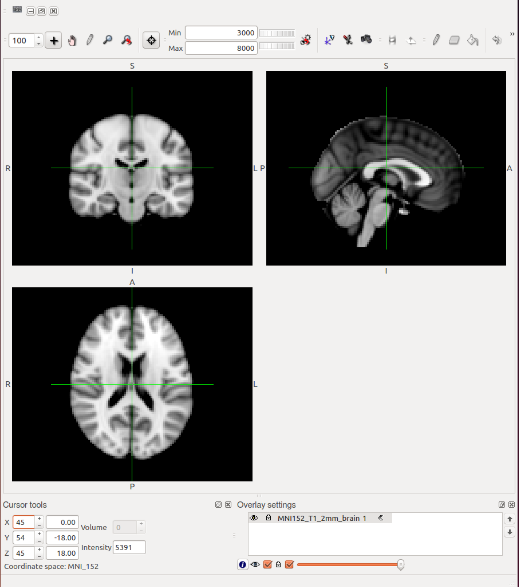 100 Min 3000
Max 8000
S S
R L P A
I I
A
R L
P
Cursor tools Overlay settings
X 45 0.00 Volume 0 MNI152_T1_2mm_brain 1
Y 54 -18.00 Intensity 5391
Z 45 18.00
Coordinate space: MNI_152